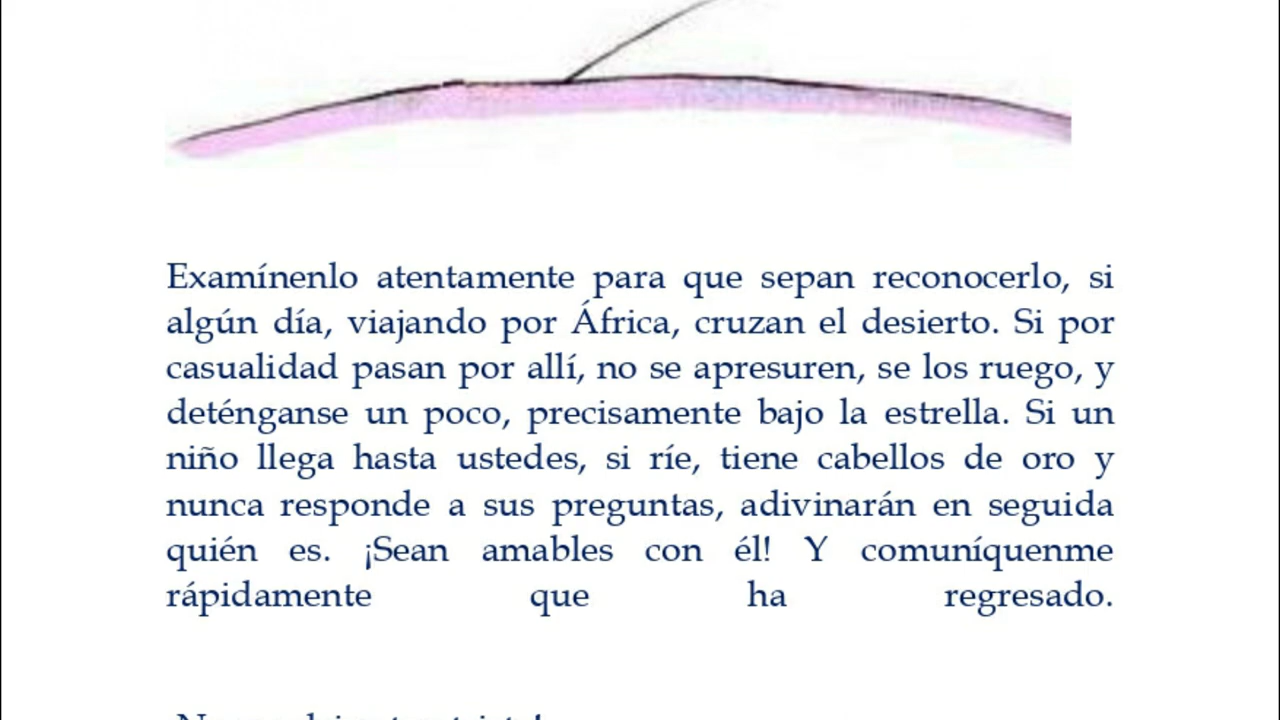 Examínenlo atentamente para que sepan reconocerlo, si
algún día, viajando por África, cruzan el desierto. Si por
casualidad pasan por allí, no se apresuren, se los ruego, y
deténganse un poco, precisamente bajo la estrella. Si un
niño llega hasta ustedes, si ríe, tiene cabellos de oro y
nunca responde a sus preguntas, adivinarán en seguida
quién es. ¡Sean amables con él! Y comuníquenme
rápidamente que ha regresado.